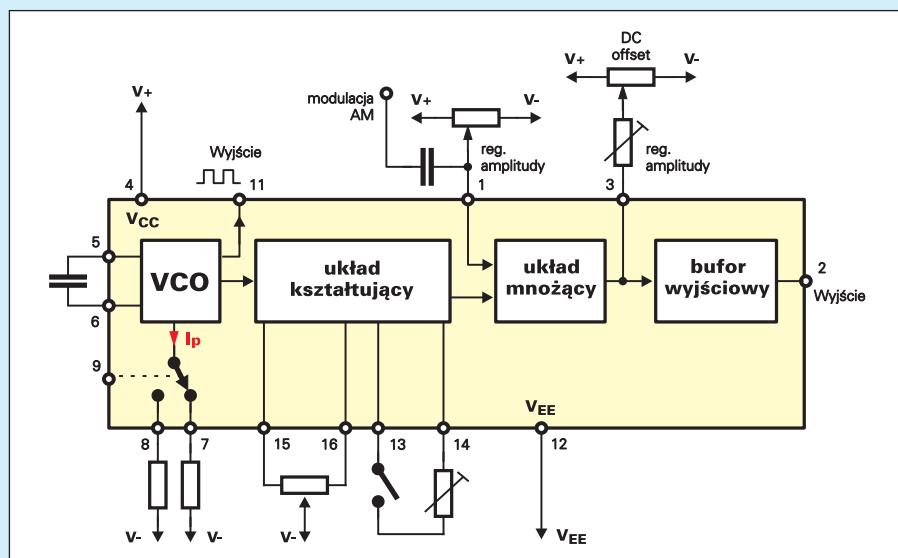 DC
offset
V+
V-
modulacja
AM
V+
V-
V+
reg.
amplitudy
reg.
amplitudy
Wyjście
4
11
1
3
VCC
5
VCO
układ
kształtujący
układ
mnożący
bufor
wyjściowy
2
Wyjście
6
Ip
9
VEE
8
7
15
16
13
14
12
V-
V-
V-
VEE